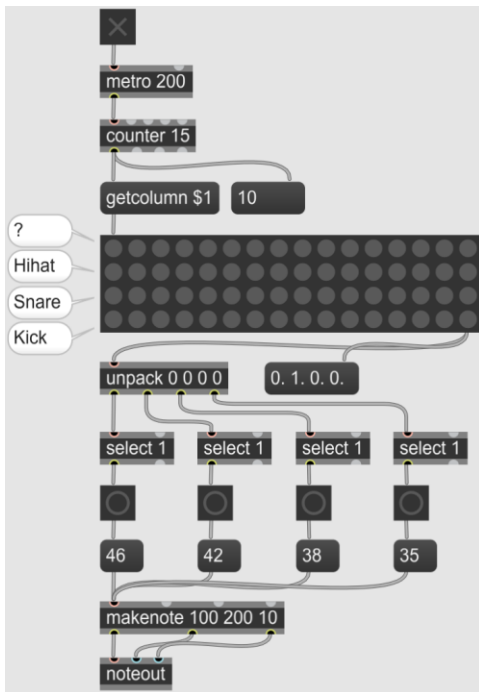 metro 200
counter 15
getcolumn $1 10
?
Hihat
Snare
Kick
unpack 0 0 0 0 0. 1. 0. 0.
select 1 select 1 select 1 select 1
46 42 38 35
makenote 100 200 10
noteout